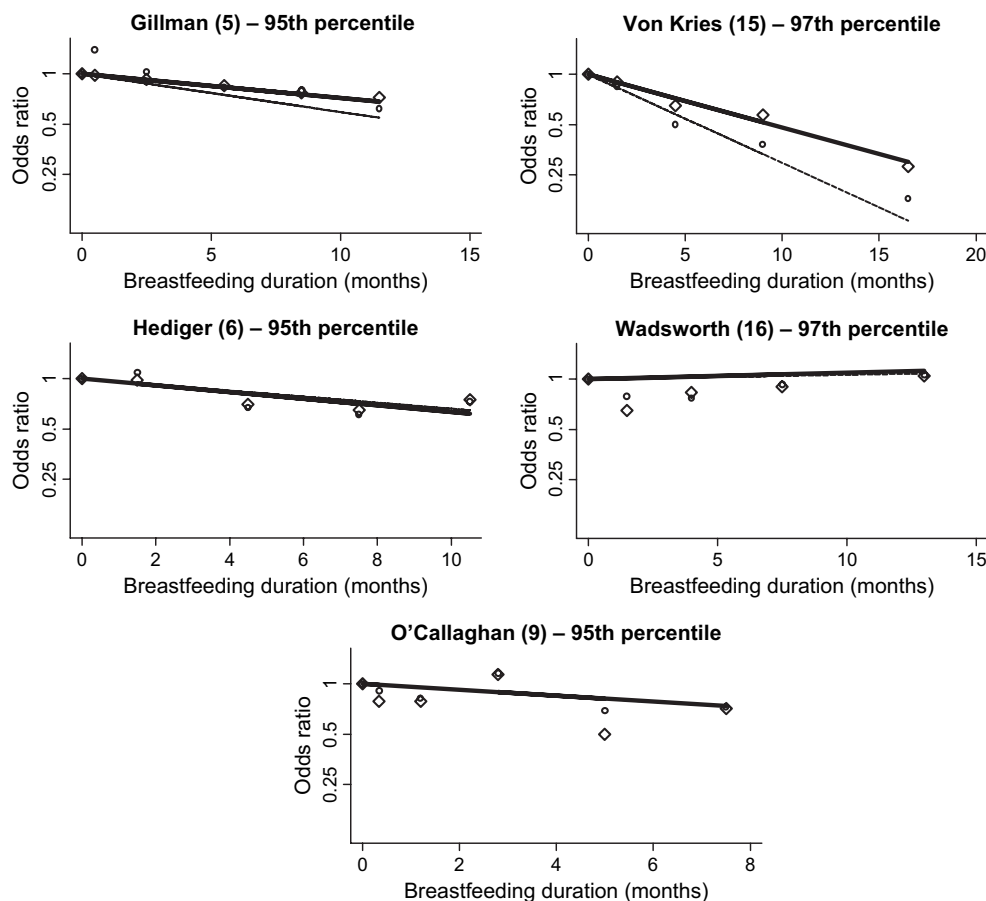 Gillman (5) – 95th percentile
Odds ratio
1
0.5
0.25
0 5 10 15
Breastfeeding duration (months)
Von Kries (15) – 97th percentile
Odds ratio
1
0.5
0.25
0 5 10 15 20
Breastfeeding duration (months)
Hediger (6) – 95th percentile
Odds ratio
1
0.5
0.25
0 2 4 6 8 10
Breastfeeding duration (months)
Wadsworth (16) – 97th percentile
Odds ratio
1
0.5
0.25
0 5 10 15
Breastfeeding duration (months)
O’Callaghan (9) – 95th percentile
Odds ratio
1
0.5
0.25
0 2 4 6 8
Breastfeeding duration (months)